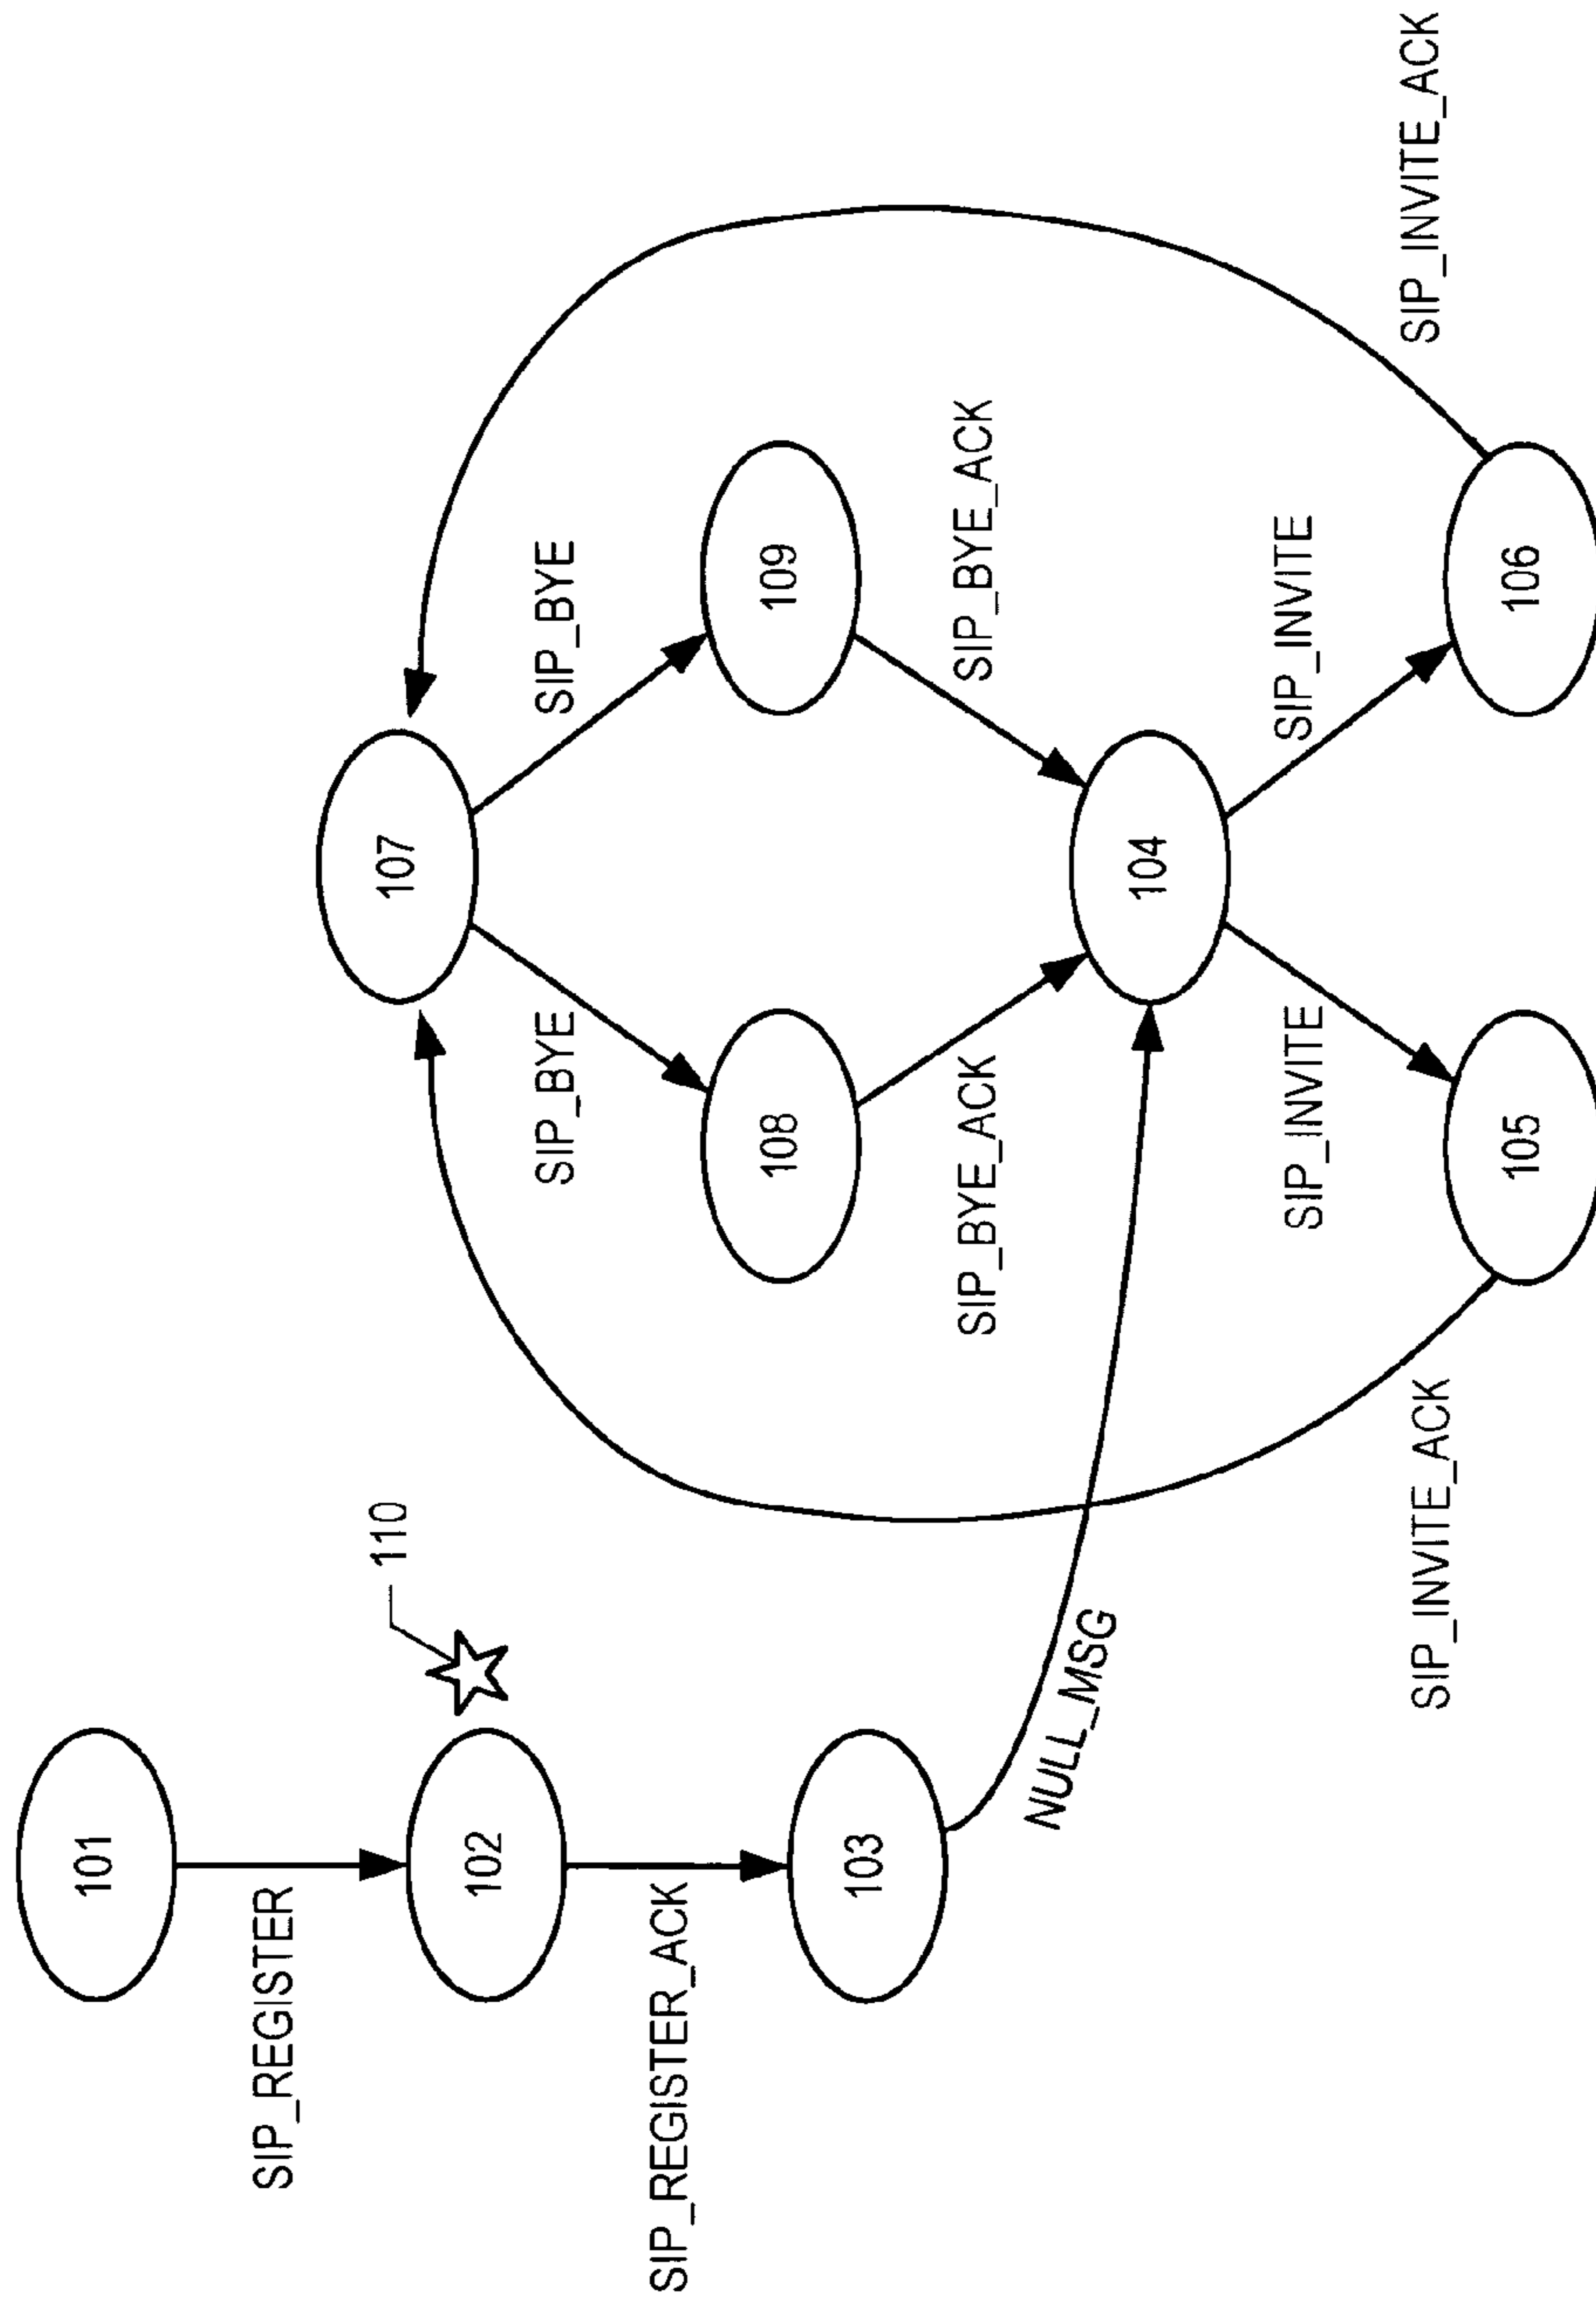 101
SIP_REGISTER
102
110
SIP_REGISTER_ACK
103
NULL_MSG
107
SIP_BYE
SIP_BYE
108
109
SIP_BYE_ACK
SIP_BYE_ACK
104
SIP_INVITE
SIP_INVITE
105
106
SIP_INVITE_ACK
SIP_INVITE_ACK